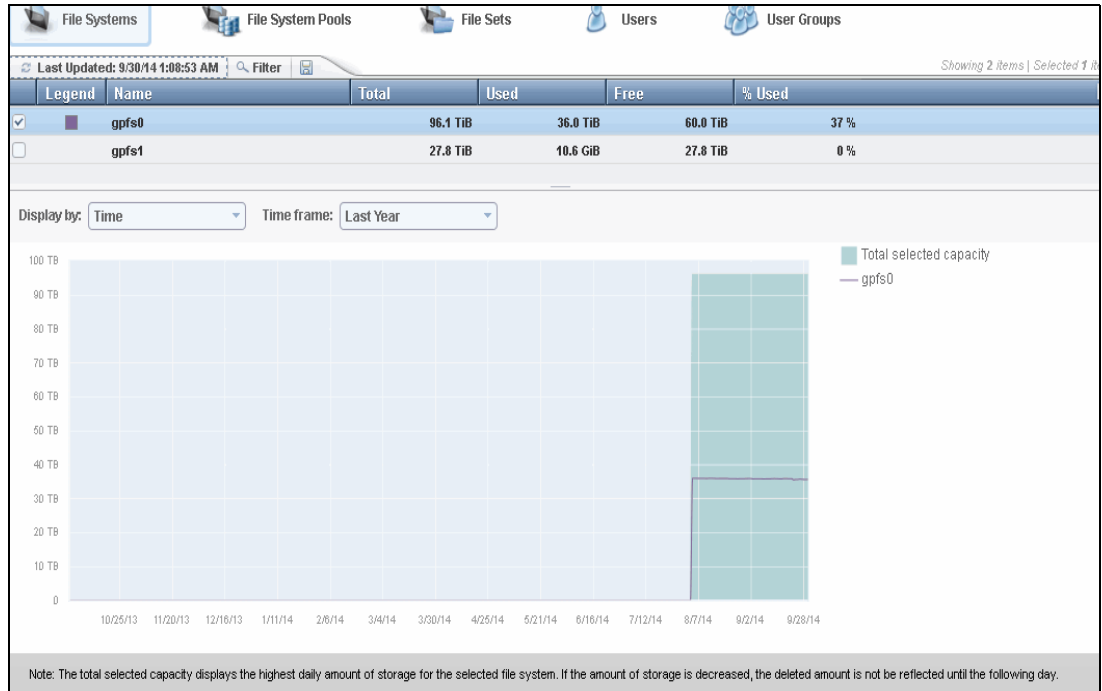 File Systems File System Pools File Sets Users User Groups
Last Updated: 9/30/14 1:08:53 AM Filter Showing 2 items | Selected 1 it
Legend Name Total Used Free % Used
gpfs0 96.1 TiB 36.0 TiB 60.0 TiB 37 %
gpfs1 27.8 TiB 10.6 GiB 27.8 TiB 0 %
Display by: Time Time frame: Last Year
Total selected capacity
gpfs0
100 TB
90 TB
80 TB
70 TB
60 TB
50 TB
40 TB
30 TB
20 TB
10 TB
0
10/25/13 11/20/13 12/16/13 1/11/14 2/6/14 3/4/14 3/30/14 4/25/14 5/21/14 6/16/14 7/12/14 8/7/14 9/2/14 9/28/14
Note: The total selected capacity displays the highest daily amount of storage for the selected file system. If the amount of storage is decreased, the deleted amount is not be reflected until the following day.